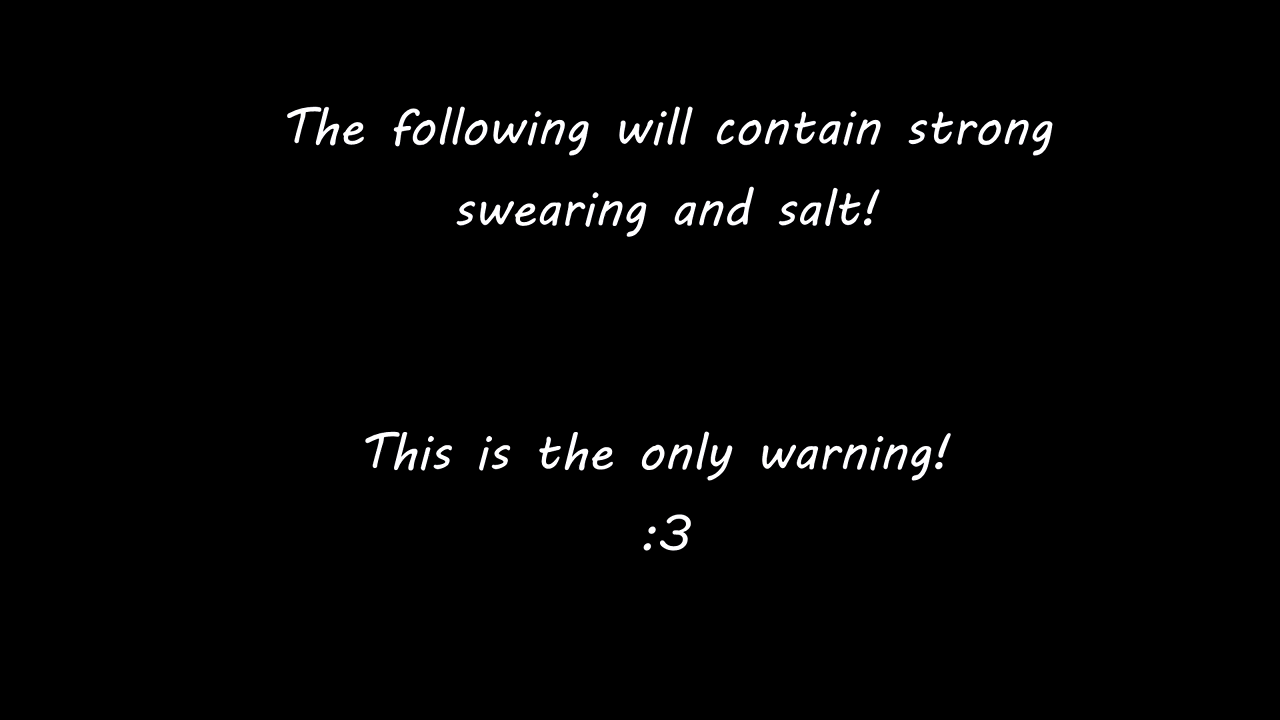 The following will contain strong
swearing and salt!
This is the only warning!
:3